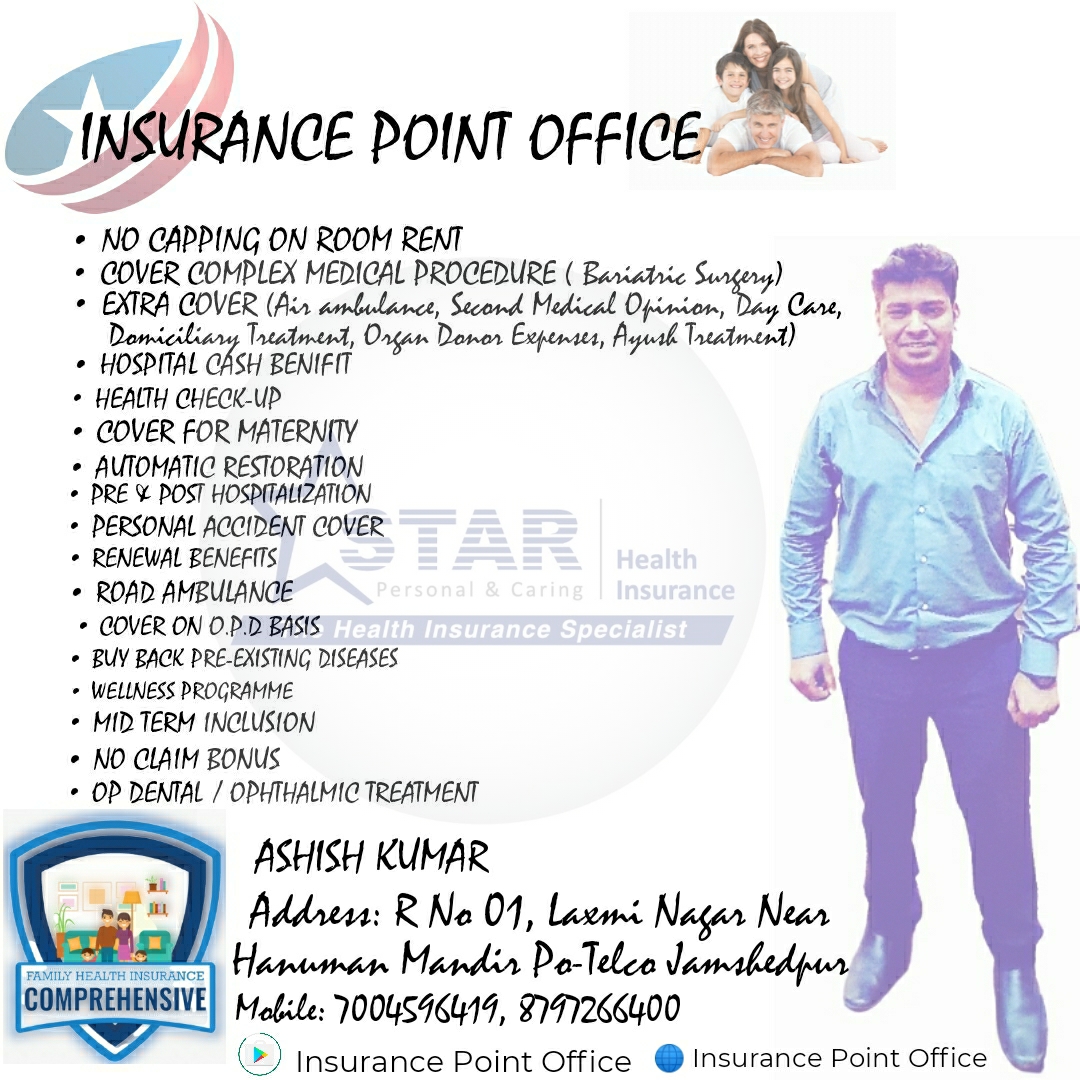 INSURANCE POINT OFFICE
• NO CAPPING ON ROOM RENT
• COVER COMPLEX MEDICAL PROCEDURE ( Bariatric Surgery)
• EXTRA COVER (Air ambulance, Second Medical Opinion, Day Care,
Domiciliary Treatment, Organ Donor Expenses, Ayush Treatment)
• HOSPITAL CASH BENIFIT
• HEALTH CHECK-UP
• COVER FOR MATERNITY
• AUTOMATIC RESTORATION
• PRE & POST HOSPITALIZATION
• PERSONAL ACCIDENT COVER
• RENEWAL BENEFITS
• ROAD AMBULANCE
• COVER ON O.P.D BASIS
• BUY BACK PRE-EXISTING DISEASES
• WELLNESS PROGRAMME
• MID TERM INCLUSION
• NO CLAIM BONUS
• OP DENTAL / OPHTHALMIC TREATMENT
STAR
Personal & Caring
Health
Insurance
Health Insurance Specialist
FAMILY HEALTH INSURANCE
COMPREHENSIVE
ASHISH KUMAR
Address: R No 01, Laxmi Nagar Near
Hanuman Mandir Po-Telco Jamshedpur
Mobile: 7004596419, 8797266400
Insurance Point Office
Insurance Point Office